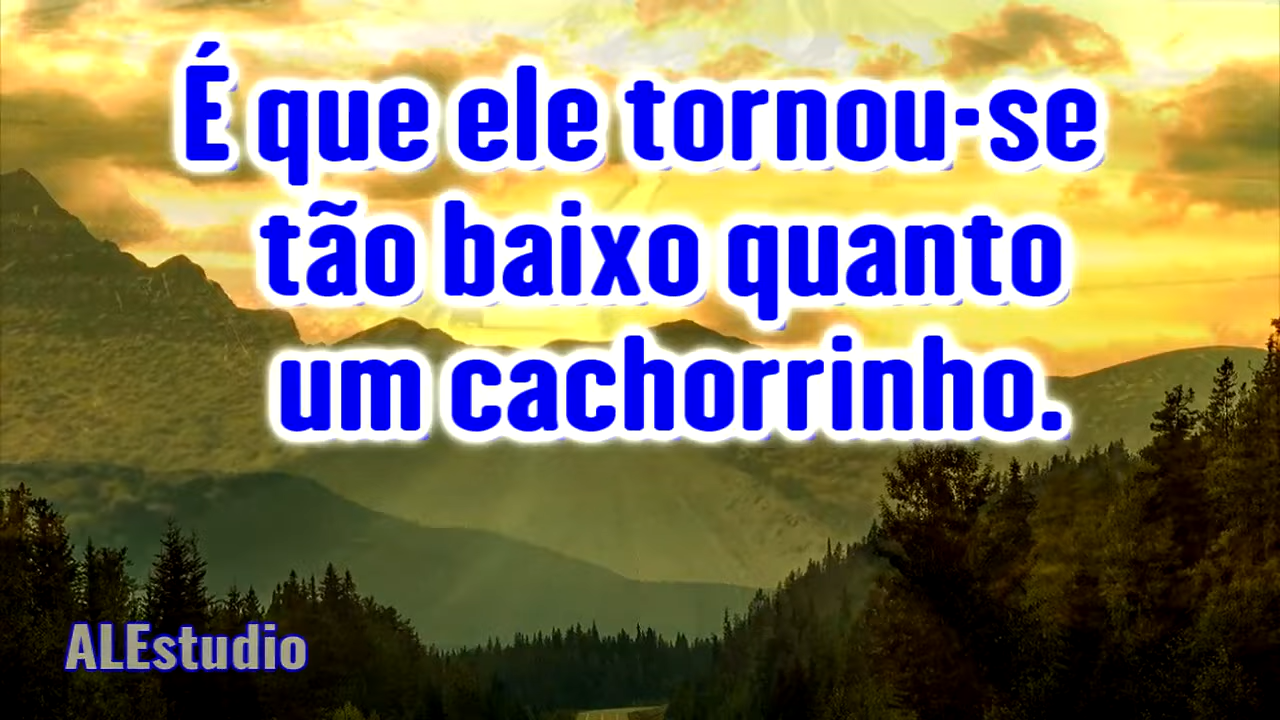 É que ele tornou-se
tão baixo quanto
um cachorrinho.
ALEstudio